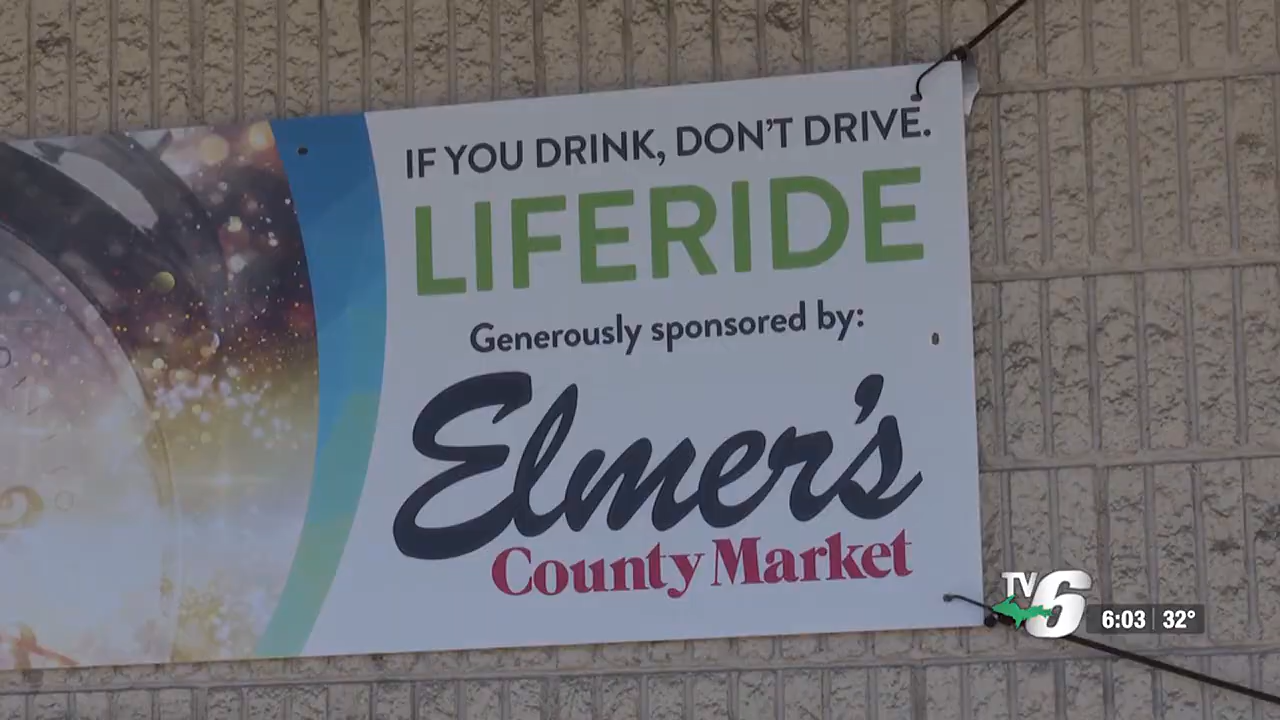 IF YOU DRINK, DON'T DRIVE.
LIFERIDE
Generously sponsored by:
Elmer's
County Market
TV6
6:03 32°